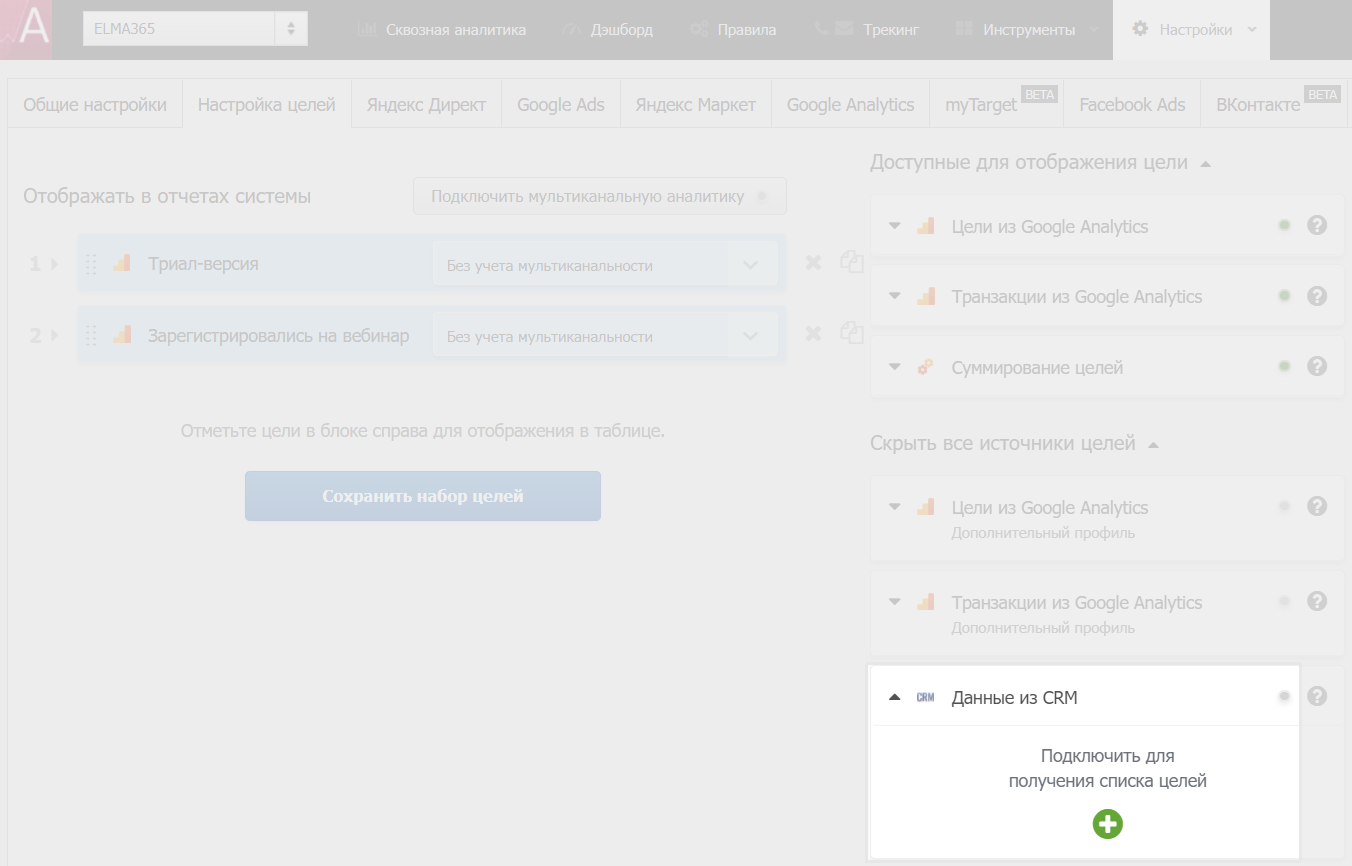 A
ELMA365
Сквозная аналитика
Дэшборд
Правила
Трекинг
Инструменты
Настройки
Общие настройки
Настройка целей
Яндекс Директ
Google Ads
Яндекс Маркет
Google Analytics
myTarget BETA
Facebook Ads
ВКонтакте BETA
Отображать в отчетах системы
Подключить мультиканальную аналитику
1 Триал-версия Без учета мультиканальности
2 Зарегистрировались на вебинар Без учета мультиканальности
Отметьте цели в блоке справа для отображения в таблице.
Сохранить набор целей
Доступные для отображения цели
Цели из Google Analytics ?
Транзакции из Google Analytics ?
Суммирование целей ?
Скрыть все источники целей
Цели из Google Analytics ?
Дополнительный профиль
Транзакции из Google Analytics ?
Дополнительный профиль
CRM Данные из CRM ?
Подключить для
получения списка целей